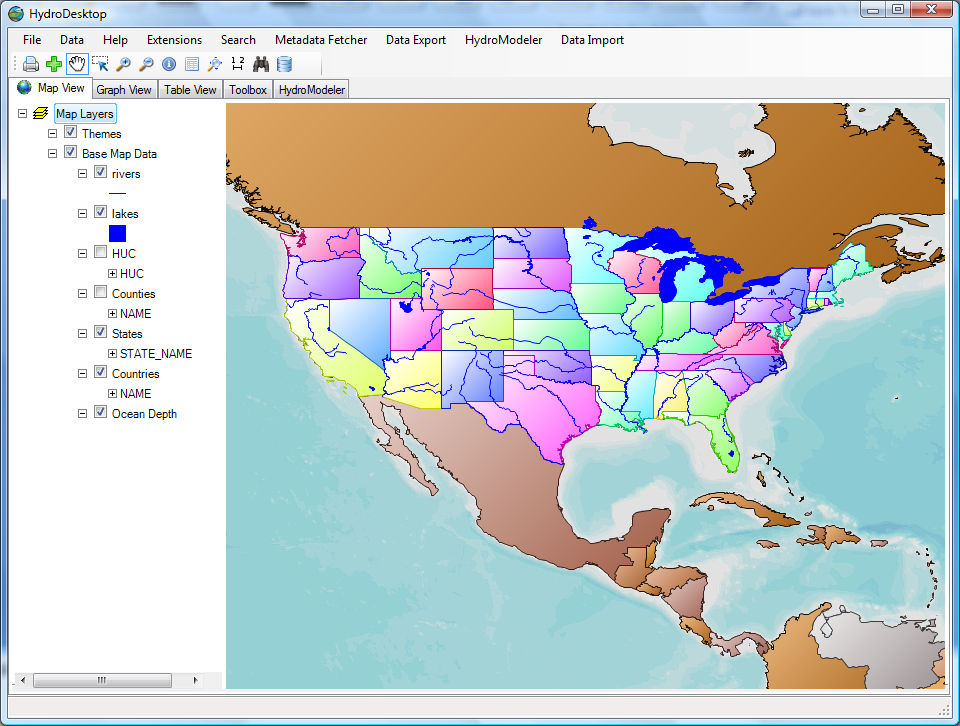 HydroDesktop
File Data Help Extensions Search Metadata Fetcher Data Export HydroModeler Data Import
1.2
Map View Graph View Table View Toolbox HydroModeler
Map Layers
Themes
Base Map Data
rivers
lakes
HUC
HUC
Counties
NAME
States
STATE_NAME
Countries
NAME
Ocean Depth